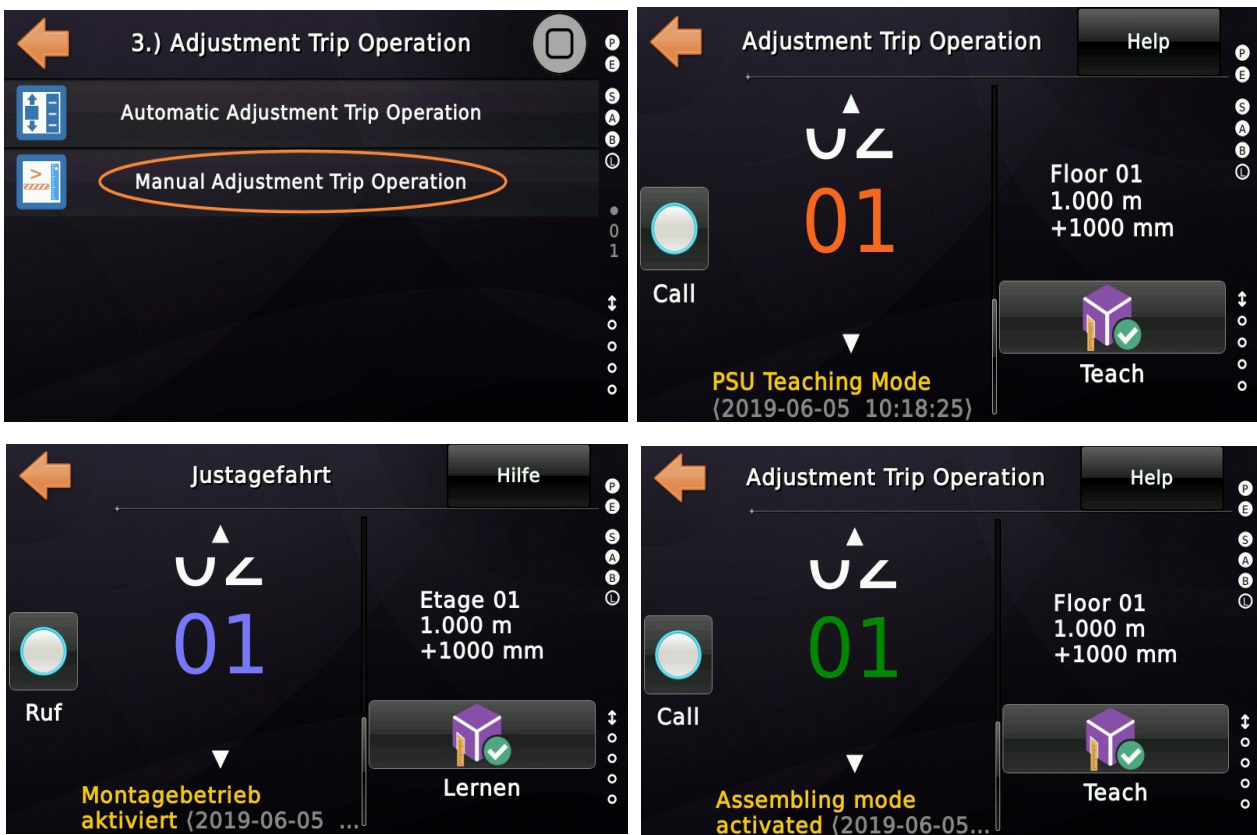 3.) Adjustment Trip Operation
P
E
Automatic Adjustment Trip Operation
S
A
B
L
Manual Adjustment Trip Operation
0
1
Adjustment Trip Operation
Help
P
E
02
S
A
B
L
01
Floor 01
1.000 m
+1000 mm
Call
Teach
PSU Teaching Mode
(2019-06-05 10:18:25)
Justagefahrt
Hilfe
P
E
02
S
A
B
L
01
Etage 01
1.000 m
+1000 mm
Ruf
Lernen
Montagebetrieb
aktiviert (2019-06-05 ...
Adjustment Trip Operation
Help
P
E
02
S
A
B
L
01
Floor 01
1.000 m
+1000 mm
Call
Teach
Assembling mode
activated (2019-06-05...